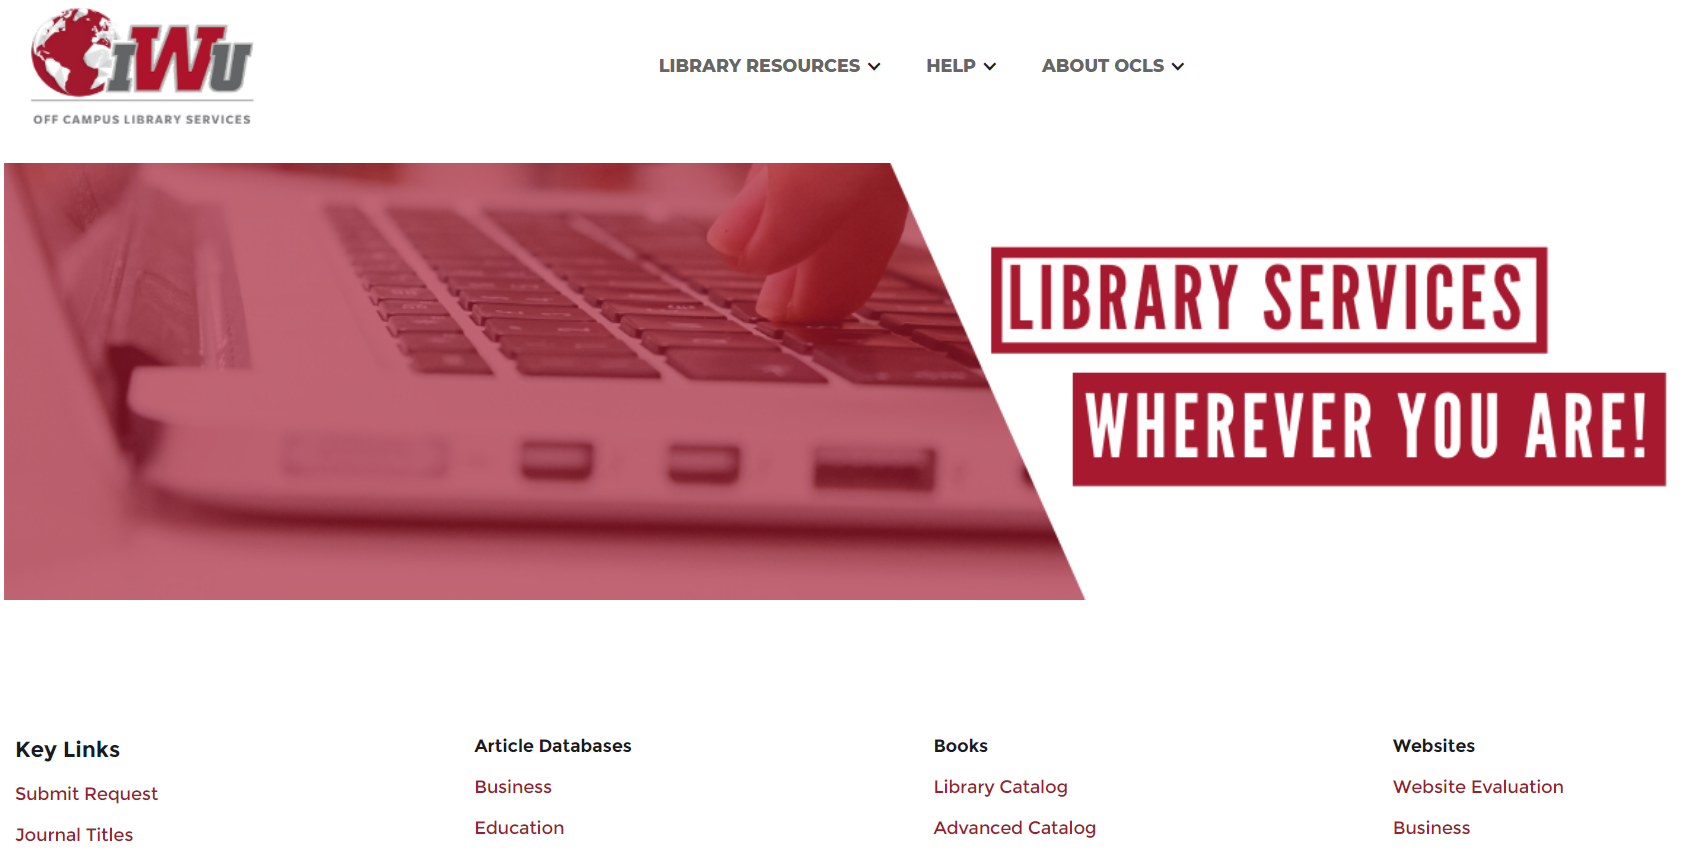 IWU
OFF CAMPUS LIBRARY SERVICES
LIBRARY RESOURCES
HELP
ABOUT OCLS
LIBRARY SERVICES
WHEREVER YOU ARE!
Key Links
Submit Request
Journal Titles
Article Databases
Business
Education
Books
Library Catalog
Advanced Catalog
Websites
Website Evaluation
Business